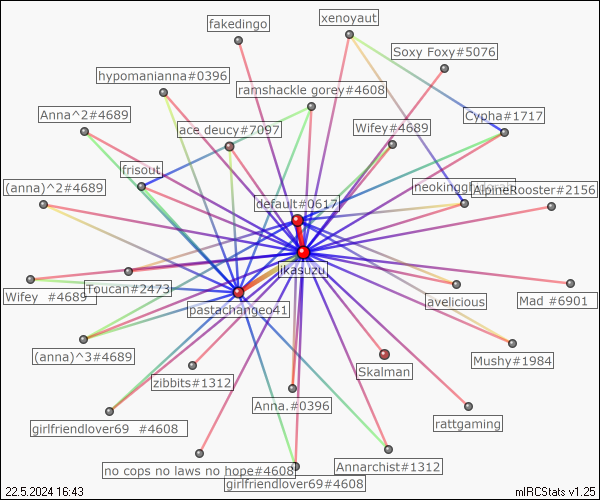 xenoyaut
fakedingo
Soxy Foxy#5076
hypomanianna#0396
ramshackle gorey#4608
Anna^2#4689
Cypha#1717
ace deucy#7097
Wifey#4689
frisout
(anna)^2#4689
AlpineRooster#2156
default#0617
jkasuzu
Toucan#2473
Wifey  #4689
avelicious
Mad #6901
pastachangeo41
(anna)^3#4689
Mushy#1984
Skalman
zibbits#1312
Anna.#0396
rattgaming
girlfriendlover69  #4608
Annarchist#1312
no cops no laws no hope#4608
girlfriendlover69#4608
22.5.2024 16:43
mIRCStats v1.25